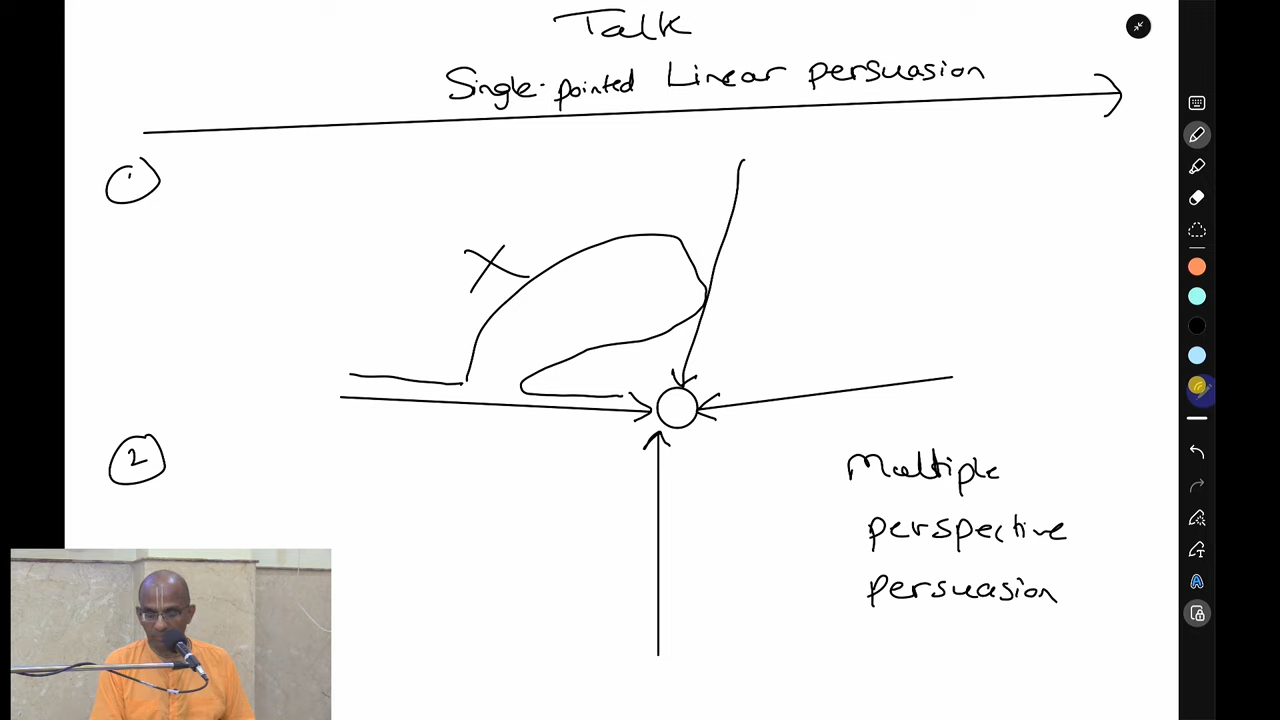 Talk
Single-pointed Linear persuasion
1
X
2
Multiple
perspective
persuasion